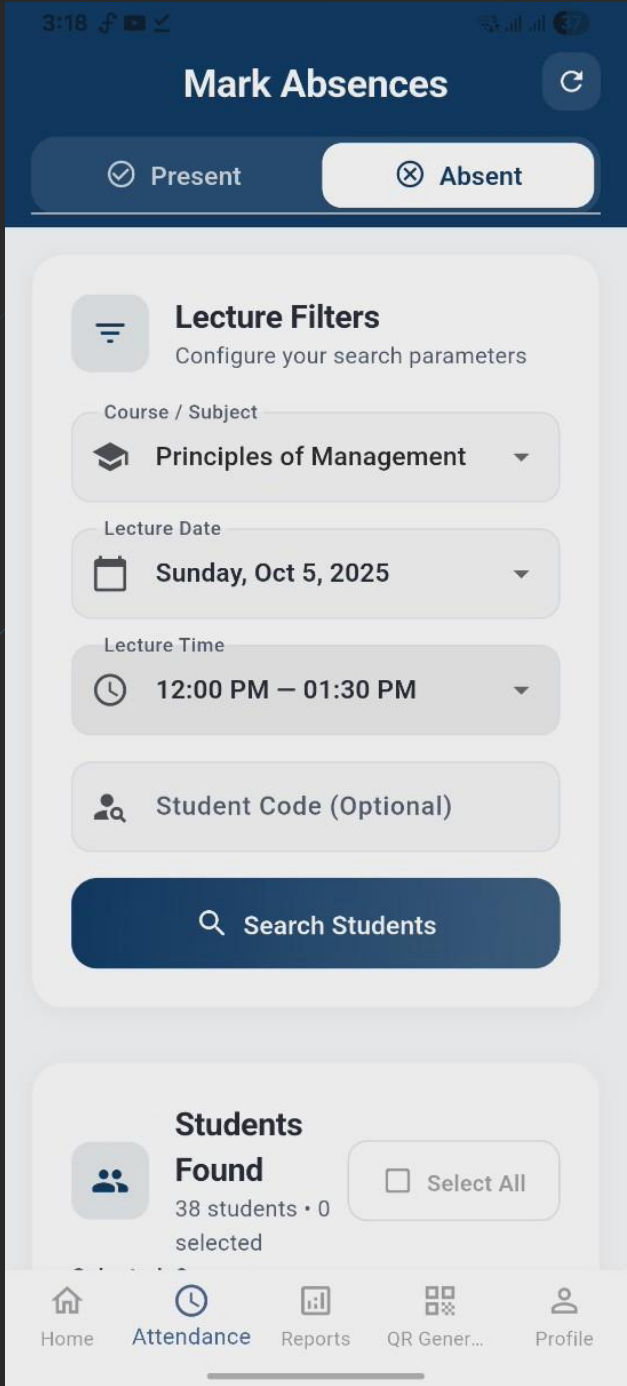 3:18
37
Mark Absences
Present
Absent
Lecture Filters
Configure your search parameters
Course / Subject
Principles of Management
Lecture Date
Sunday, Oct 5, 2025
Lecture Time
12:00 PM – 01:30 PM
Student Code (Optional)
Search Students
Students
Found
38 students • 0
selected
Select All
Home
Attendance
Reports
QR Gener...
Profile